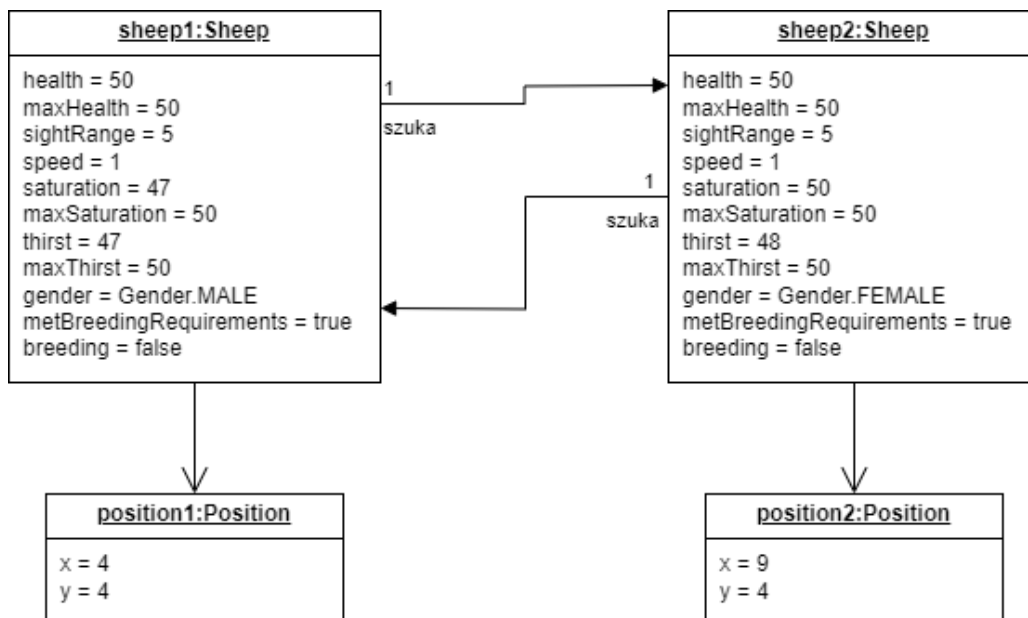 sheep1:Sheep
health = 50
maxHealth = 50
sightRange = 5
speed = 1
saturation = 47
maxSaturation = 50
thirst = 47
maxThirst = 50
gender = Gender.MALE
metBreedingRequirements = true
breeding = false
1
szuka
1
szuka
sheep2:Sheep
health = 50
maxHealth = 50
sightRange = 5
speed = 1
saturation = 50
maxSaturation = 50
thirst = 48
maxThirst = 50
gender = Gender.FEMALE
metBreedingRequirements = true
breeding = false
position1:Position
x = 4
y = 4
position2:Position
x = 9
y = 4